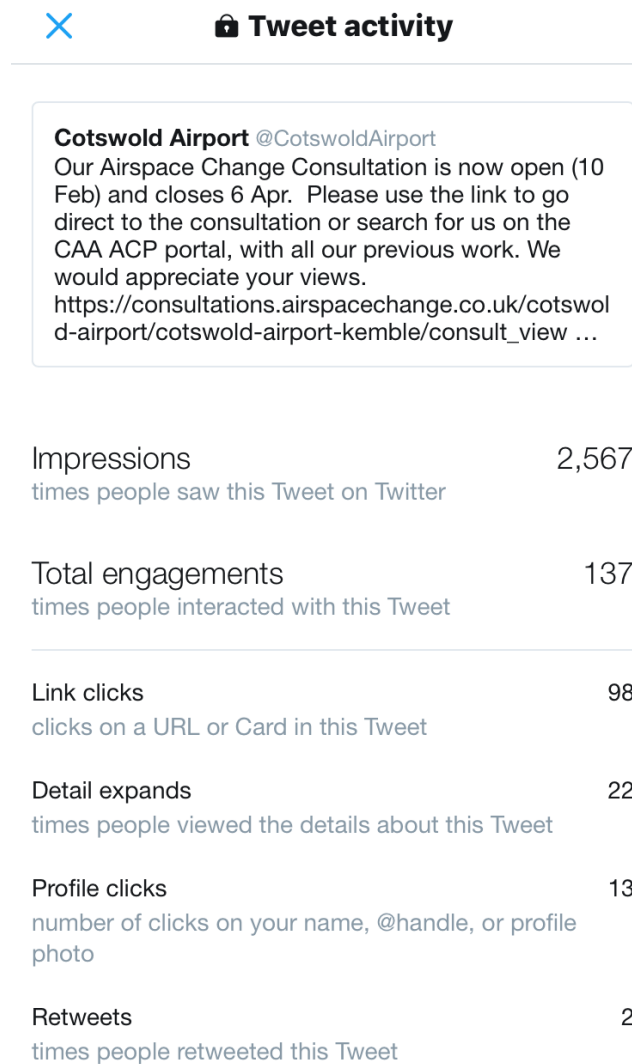 Tweet activity
Cotswold Airport @CotswoldAirport
Our Airspace Change Consultation is now open (10
Feb) and closes 6 Apr.  Please use the link to go
direct to the consultation or search for us on the
CAA ACP portal, with all our previous work. We
would appreciate your views.
https://consultations.airspacechange.co.uk/cotswol
d-airport/cotswold-airport-kemble/consult_view …
Impressions 2,567
times people saw this Tweet on Twitter
Total engagements 137
times people interacted with this Tweet
Link clicks 98
clicks on a URL or Card in this Tweet
Detail expands 22
times people viewed the details about this Tweet
Profile clicks 13
number of clicks on your name, @handle, or profile
photo
Retweets 2
times people retweeted this Tweet